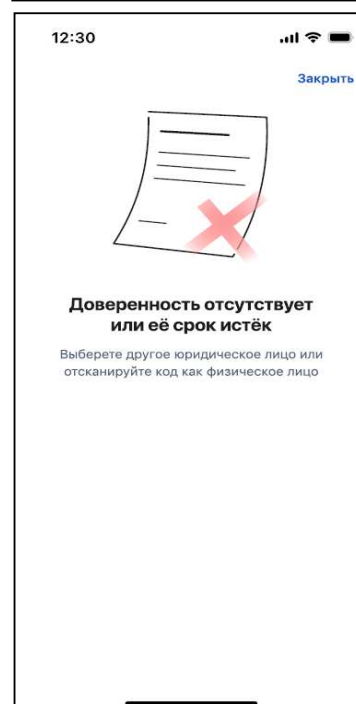 12:30
Закрыть
Доверенность отсутствует
или её срок истёк
Выберете другое юридическое лицо или
отсканируйте код как физическое лицо